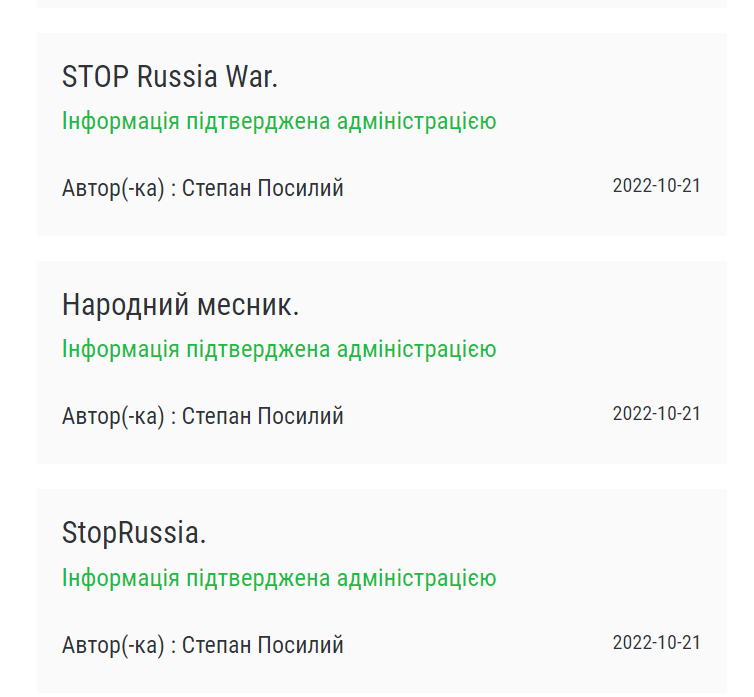 STOP Russia War.
Інформація підтверджена адміністрацією
Автор(-ка) : Степан Посилий 2022-10-21
Народний месник.
Інформація підтверджена адміністрацією
Автор(-ка) : Степан Посилий 2022-10-21
StopRussia.
Інформація підтверджена адміністрацією
Автор(-ка) : Степан Посилий 2022-10-21